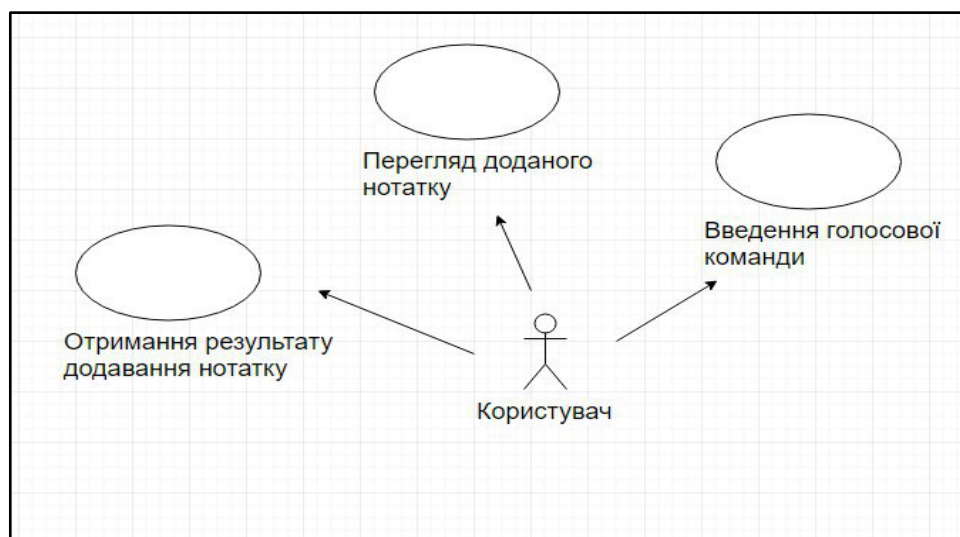 Перегляд доданого
нотатку
Введення голосової
команди
Отримання результату
додавання нотатку
Користувач